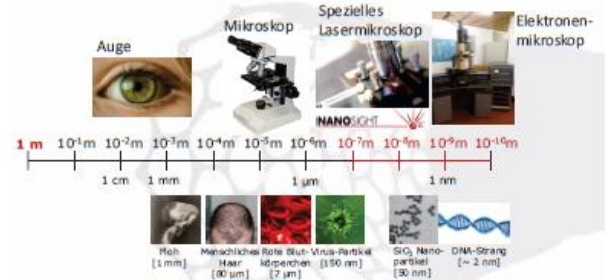 Auge
Mikroskop
Spezielles
Lasermikroskop
Elektronen-
mikroskop
NANOSIGHT
1 m 10⁻¹m 10⁻²m 10⁻³m 10⁻⁴m 10⁻⁵m 10⁻⁶m 10⁻⁷m 10⁻⁸m 10⁻⁹m 10⁻¹⁰m
1 cm 1 mm 1 µm 1 nm
Floh
[1 mm]
Menschliches
Haar
[80 µm]
Rote Blut-
körperchen
[7 µm]
Virus-Partikel
[150 nm]
SiO₂ Nano-
partikel
[50 nm]
DNA-Strang
[~ 2 nm]